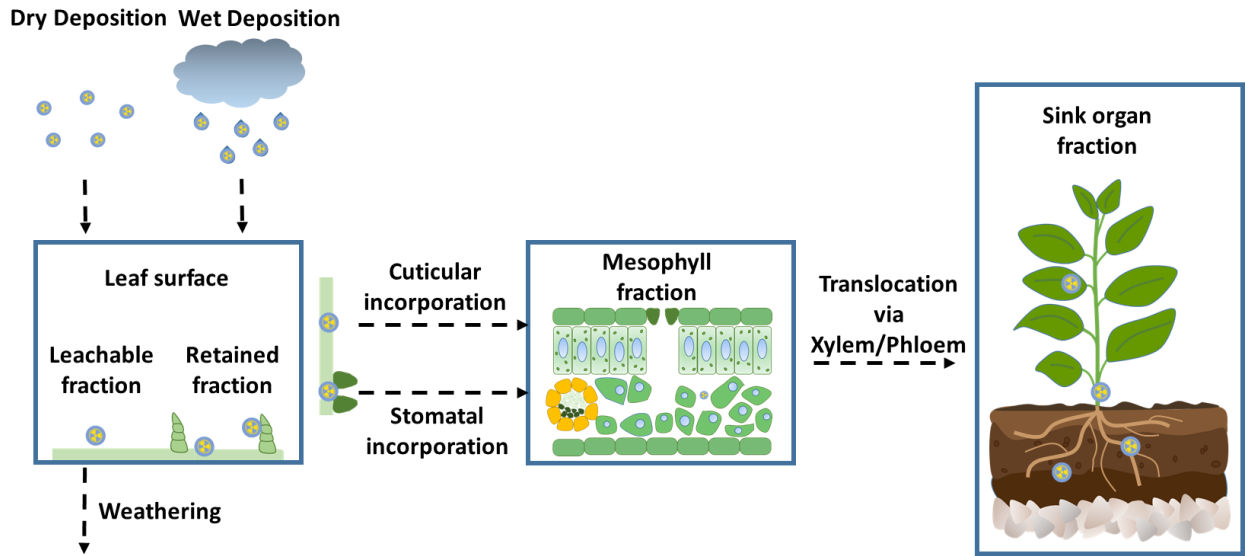 Dry Deposition
Wet Deposition
Leaf surface
Leachable
fraction
Retained
fraction
Weathering
Cuticular
incorporation
Stomatal
incorporation
Mesophyll
fraction
Translocation
via
Xylem/Phloem
Sink organ
fraction